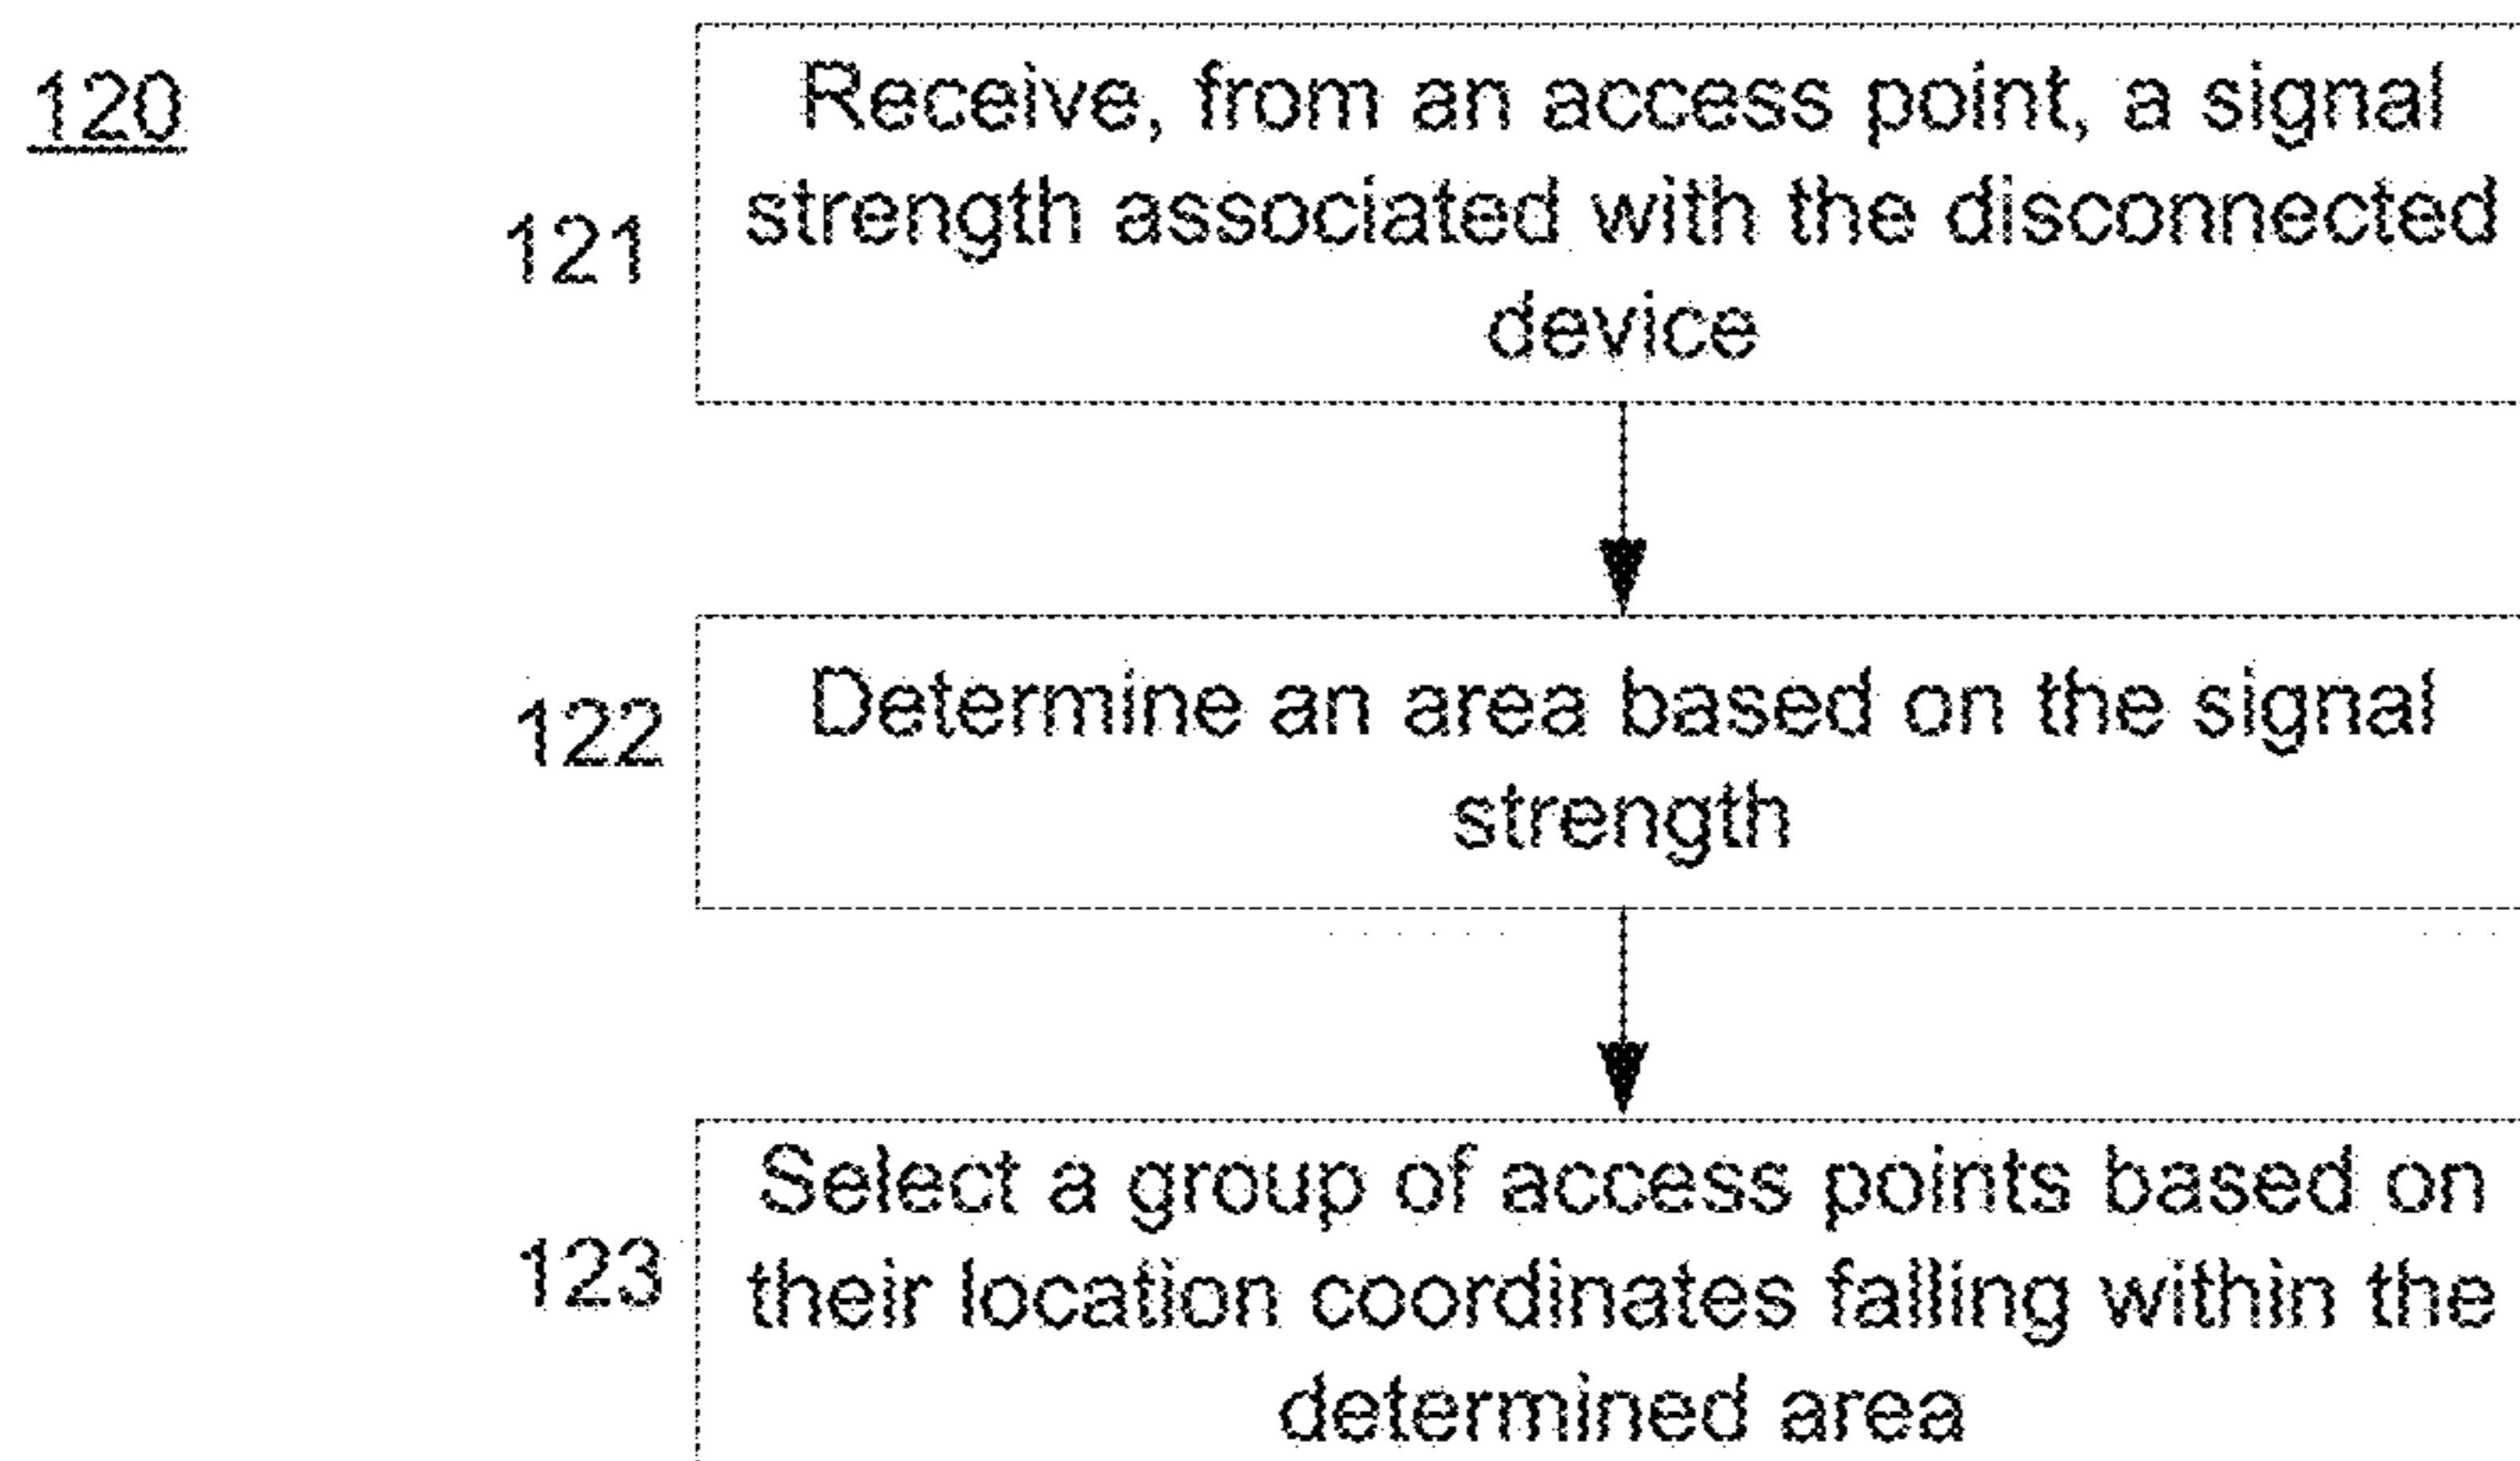 120
Receive, from an access point, a signal
121
strength associated with the disconnected
device
122
Determine an area based on the signal
strength
123
Select a group of access points based on
their location coordinates falling within the
determined area